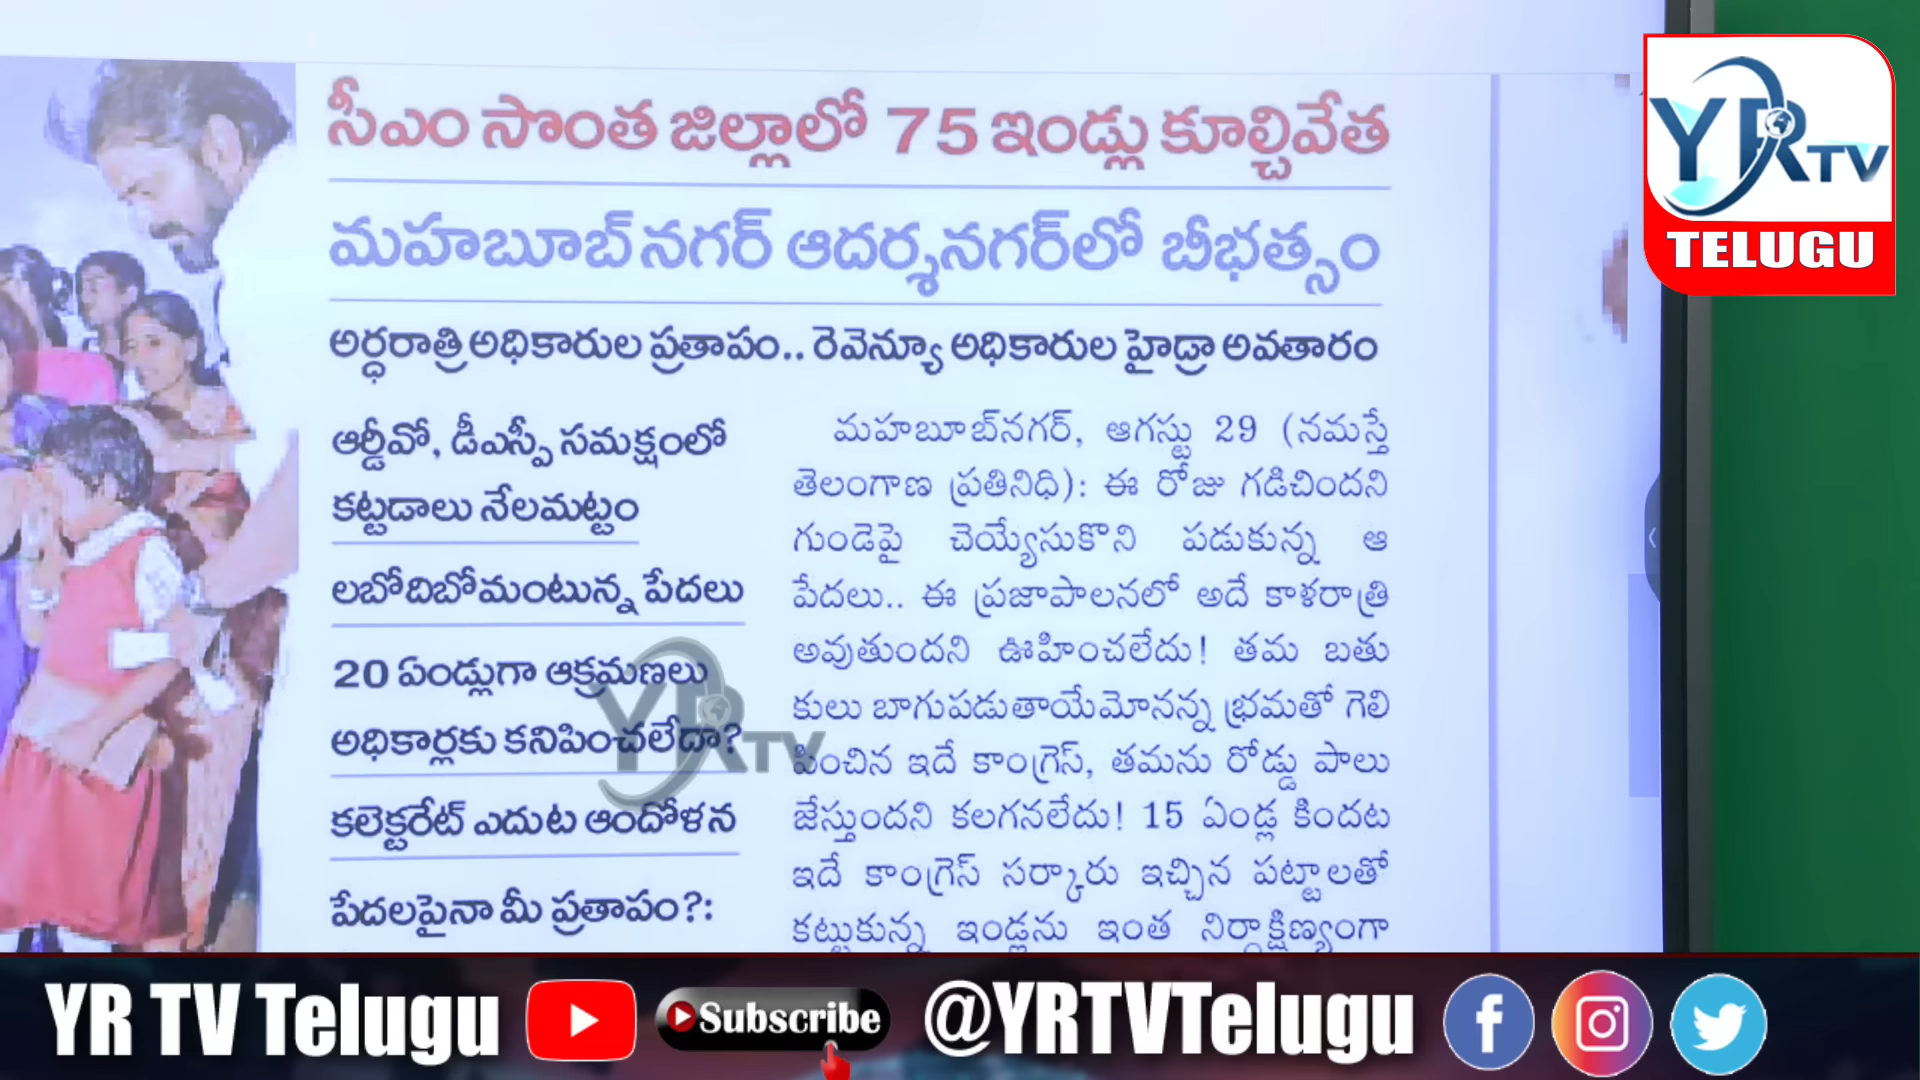 సీఎం సొంత జిల్లాలో 75 ఇండ్లు కూల్చివేత
మహబూబ్‌నగర్ ఆదర్శనగర్‌లో బీభత్సం
అర్ధరాత్రి అధికారుల ప్రతాపం.. రెవెన్యూ అధికారుల హైడ్రా అవతారం
ఆర్డీవో, డీఎస్పీ సమక్షంలో
కట్టడాలు నేలమట్టం
లబోదిబోమంటున్న పేదలు
20 ఏండ్లుగా ఆక్రమణలు
అధికార్లకు కనిపించలేదా?
కలెక్టరేట్ ఎదుట ఆందోళన
పేదలపైనా మీ ప్రతాపం?:
మహబూబ్‌నగర్, ఆగస్టు 29 (నమస్తే
తెలంగాణ ప్రతినిధి): ఈ రోజు గడిచిందని
గుండెపై చెయ్యేసుకొని పడుకున్న ఆ
పేదలు.. ఈ ప్రజాపాలనలో అదే కాళరాత్రి
అవుతుందని ఊహించలేదు! తమ బతు
కులు బాగుపడుతాయేమోనన్న భ్రమతో గెలి
పించిన ఇదే కాంగ్రెస్, తమను రోడ్డు పాలు
జేస్తుందని కలగనలేదు! 15 ఏండ్ల కిందట
ఇదే కాంగ్రెస్ సర్కారు ఇచ్చిన పట్టాలతో
కట్టుకున్న ఇండ్లను ఇంత నిర్దాక్షిణ్యంగా
YR TV
YR TV
TELUGU
YR TV Telugu
Subscribe
@YRTVTelugu